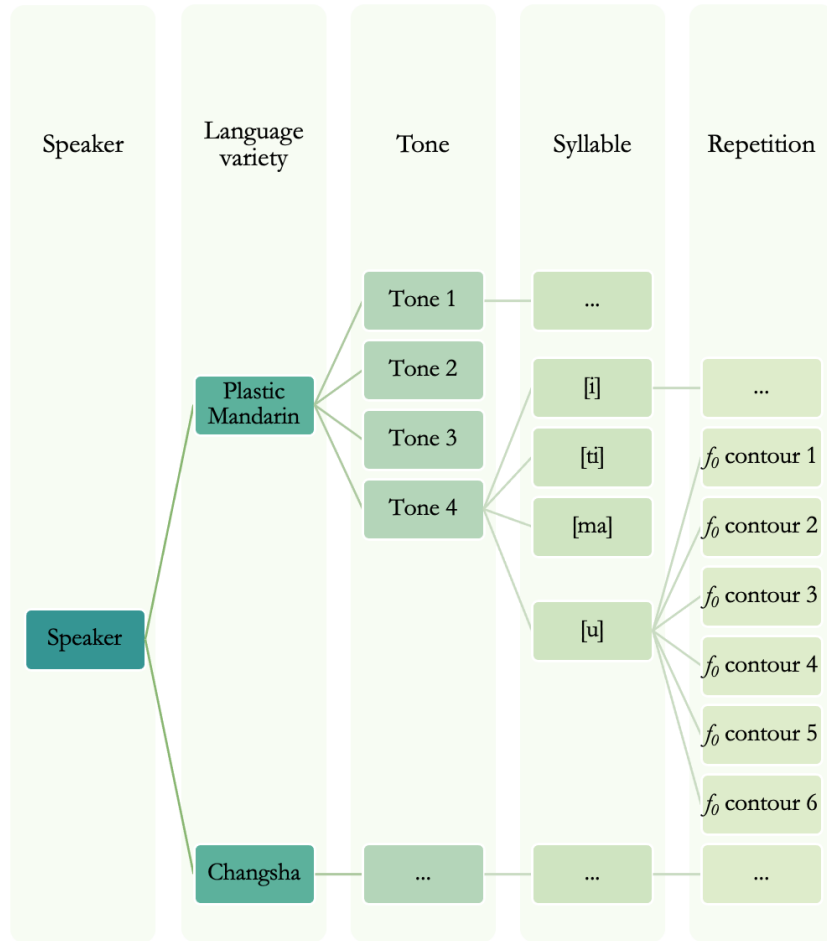 Speaker
Language
variety
Tone
Syllable
Repetition
Tone 1
...
Tone 2
Plastic
Mandarin
[i]
...
Tone 3
[ti]
f₀ contour 1
Tone 4
[ma]
f₀ contour 2
f₀ contour 3
Speaker
[u]
f₀ contour 4
f₀ contour 5
f₀ contour 6
Changsha
...
...
...